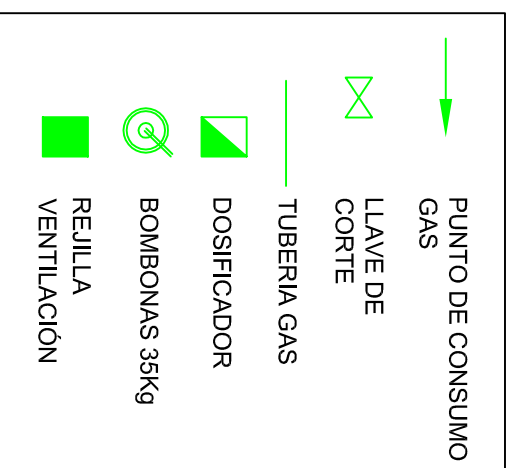 PUNTO DE CONSUMO
GAS
LLAVE DE
CORTE
TUBERIA GAS
DOSIFICADOR
BOMBONAS 35Kg
REJILLA
VENTILACIÓN